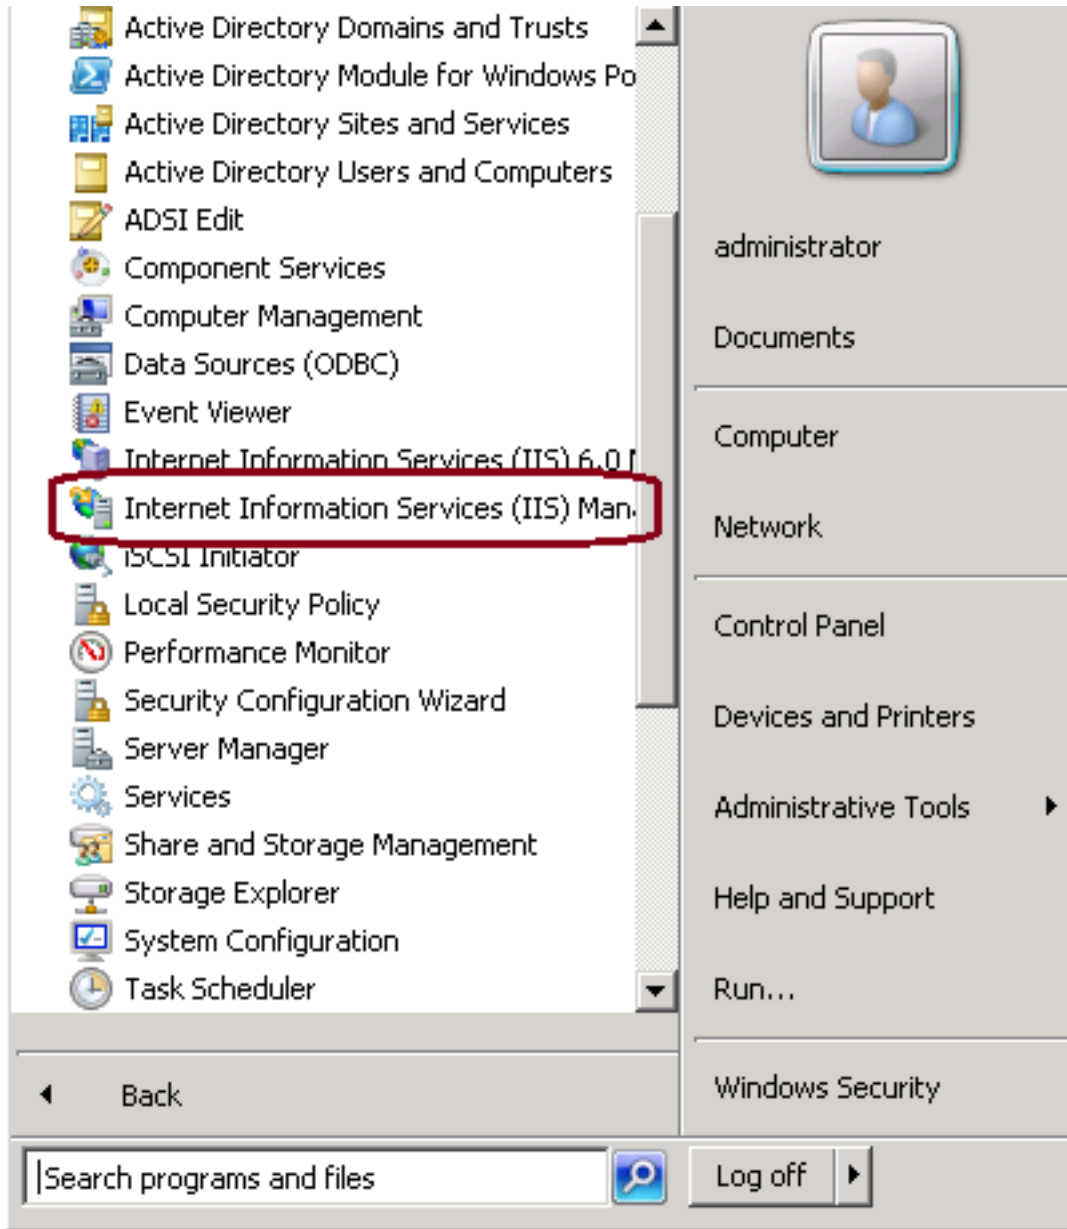 Active Directory Domains and Trusts
Active Directory Module for Windows Po
Active Directory Sites and Services
Active Directory Users and Computers
ADSI Edit
Component Services
Computer Management
Data Sources (ODBC)
Event Viewer
Internet Information Services (IIS) 6.0
Internet Information Services (IIS) Man
iSCSI Initiator
Local Security Policy
Performance Monitor
Security Configuration Wizard
Server Manager
Services
Share and Storage Management
Storage Explorer
System Configuration
Task Scheduler
Back
Search programs and files
administrator
Documents
Computer
Network
Control Panel
Devices and Printers
Administrative Tools
Help and Support
Run...
Windows Security
Log off